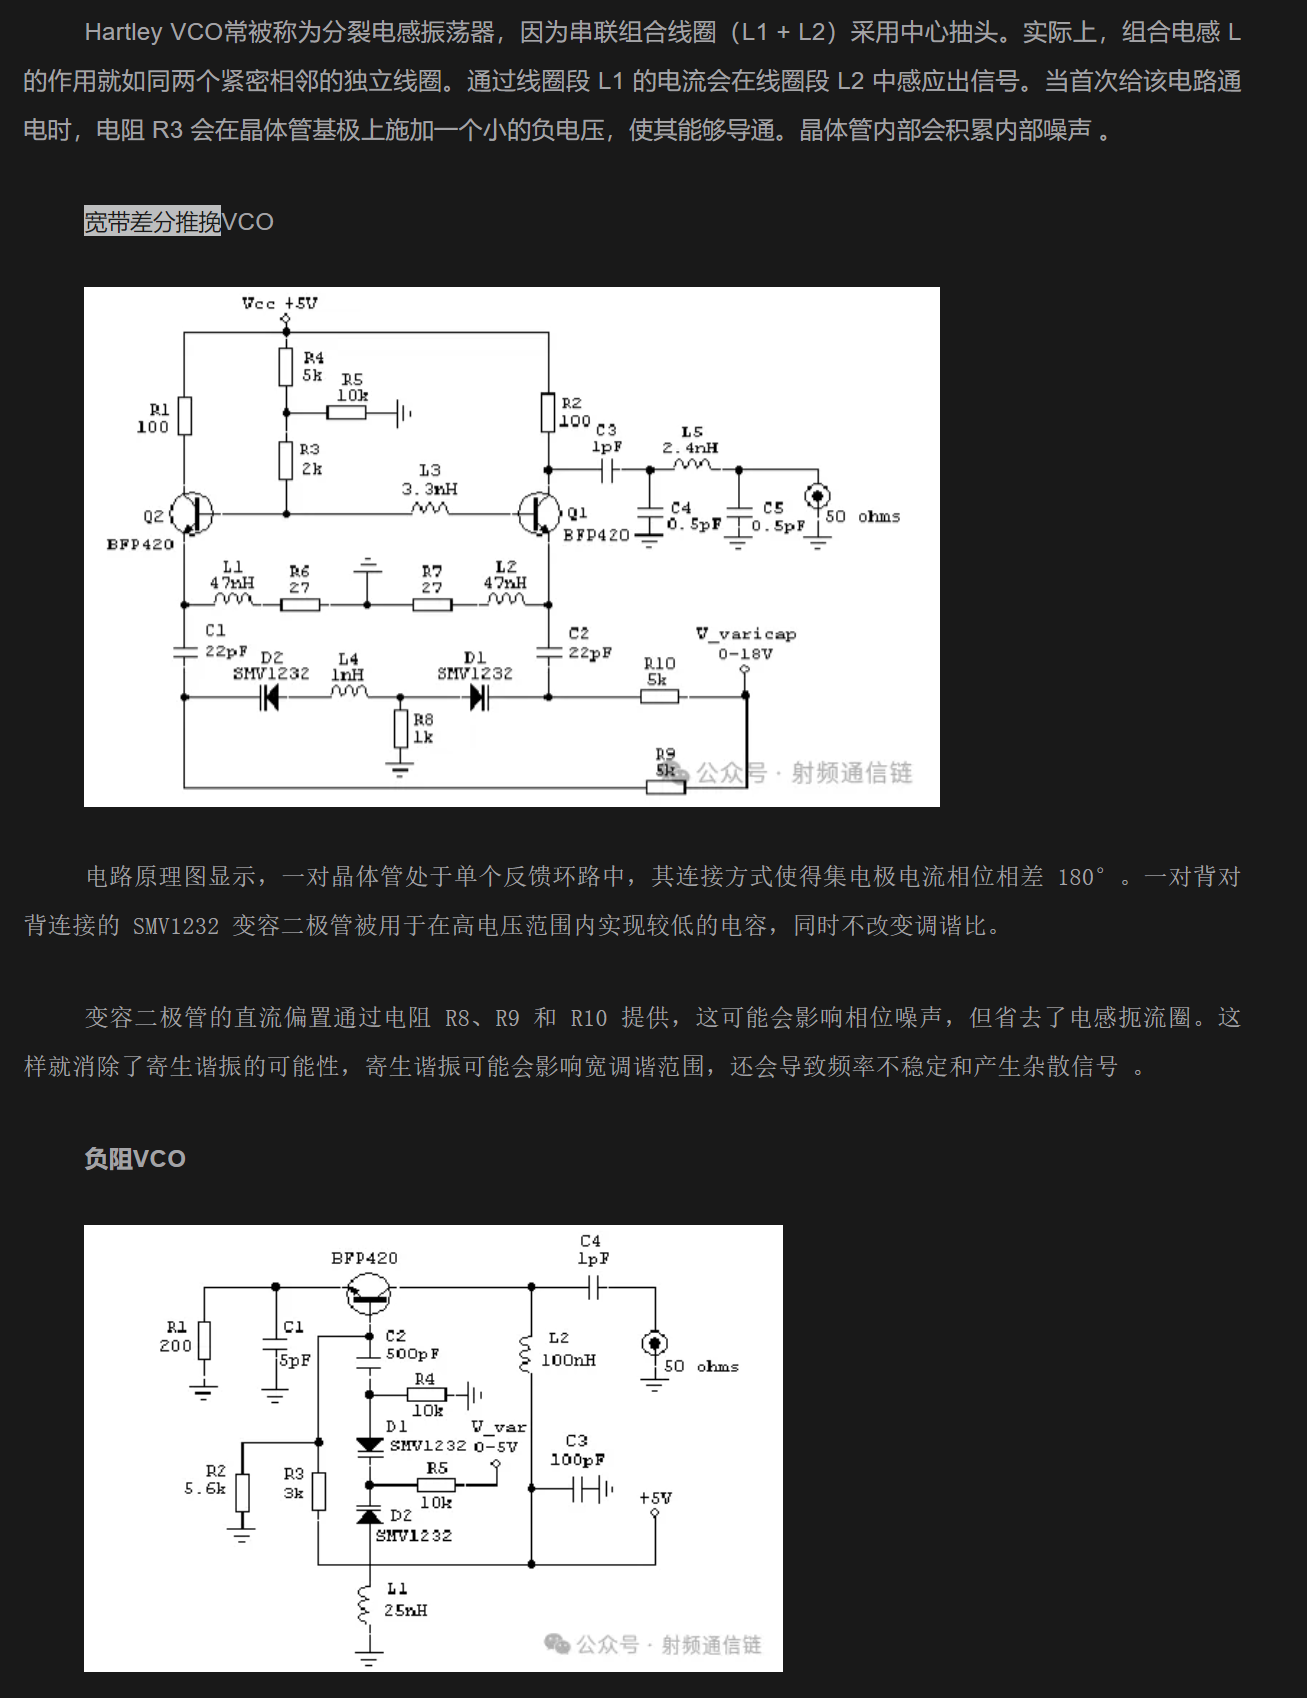 Hartley VCO常被称为分裂电感振荡器，因为串联组合线圈（L1 + L2）采用中心抽头。实际上，组合电感 L
的作用就如同两个紧密相邻的独立线圈。通过线圈段 L1 的电流会在线圈段 L2 中感应出信号。当首次给该电路通
电时，电阻 R3 会在晶体管基极上施加一个小的负电压，使其能够导通。晶体管内部会积累内部噪声 。
宽带差分推挽VCO
Vcc +5V
R4
5k
R5
10k
R1
100
R2
100
C3
1pF
L5
2.4nH
R3
2k
L3
3.3nH
Q2
BFP420
Q1
BFP420
C4
0.5pF
C5
0.5pF
50 ohms
L1
47nH
R6
27
R7
27
L2
47nH
C1
22pF
C2
22pF
V_varicap
0-18V
D2
SMV1232
L4
1nH
D1
SMV1232
R10
5k
R8
1k
R9
5k
公众号 · 射频通信链
电路原理图显示，一对晶体管处于单个反馈环路中，其连接方式使得集电极电流相位相差 180°。一对背对
背连接的 SMV1232 变容二极管被用于在高电压范围内实现较低的电容，同时不改变调谐比。
变容二极管的直流偏置通过电阻 R8、R9 和 R10 提供，这可能会影响相位噪声，但省去了电感扼流圈。这
样就消除了寄生谐振的可能性，寄生谐振可能会影响宽调谐范围，还会导致频率不稳定和产生杂散信号 。
负阻VCO
BFP420
C4
1pF
R1
200
C1
5pF
C2
500pF
L2
100nH
50 ohms
R4
10k
D1
SMV1232
V_var
0-5V
C3
100pF
R2
5.6k
R3
3k
R5
10k
+5V
D2
SMV1232
L1
25nH
公众号 · 射频通信链